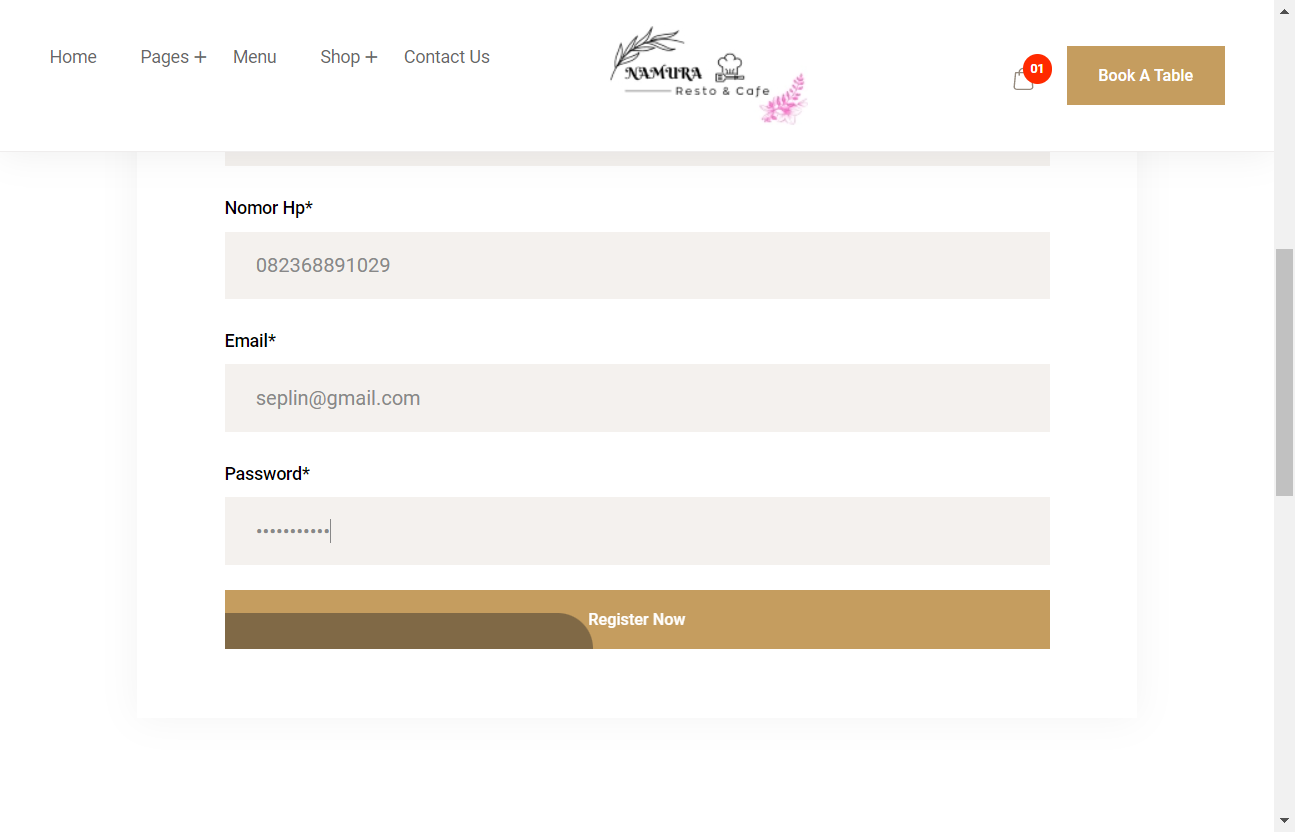 Home Pages + Menu Shop + Contact Us
NAMURA
Resto & Cafe
01
Book A Table
Nomor Hp*
082368891029
Email*
seplin@gmail.com
Password*
•••••••••••
Register Now